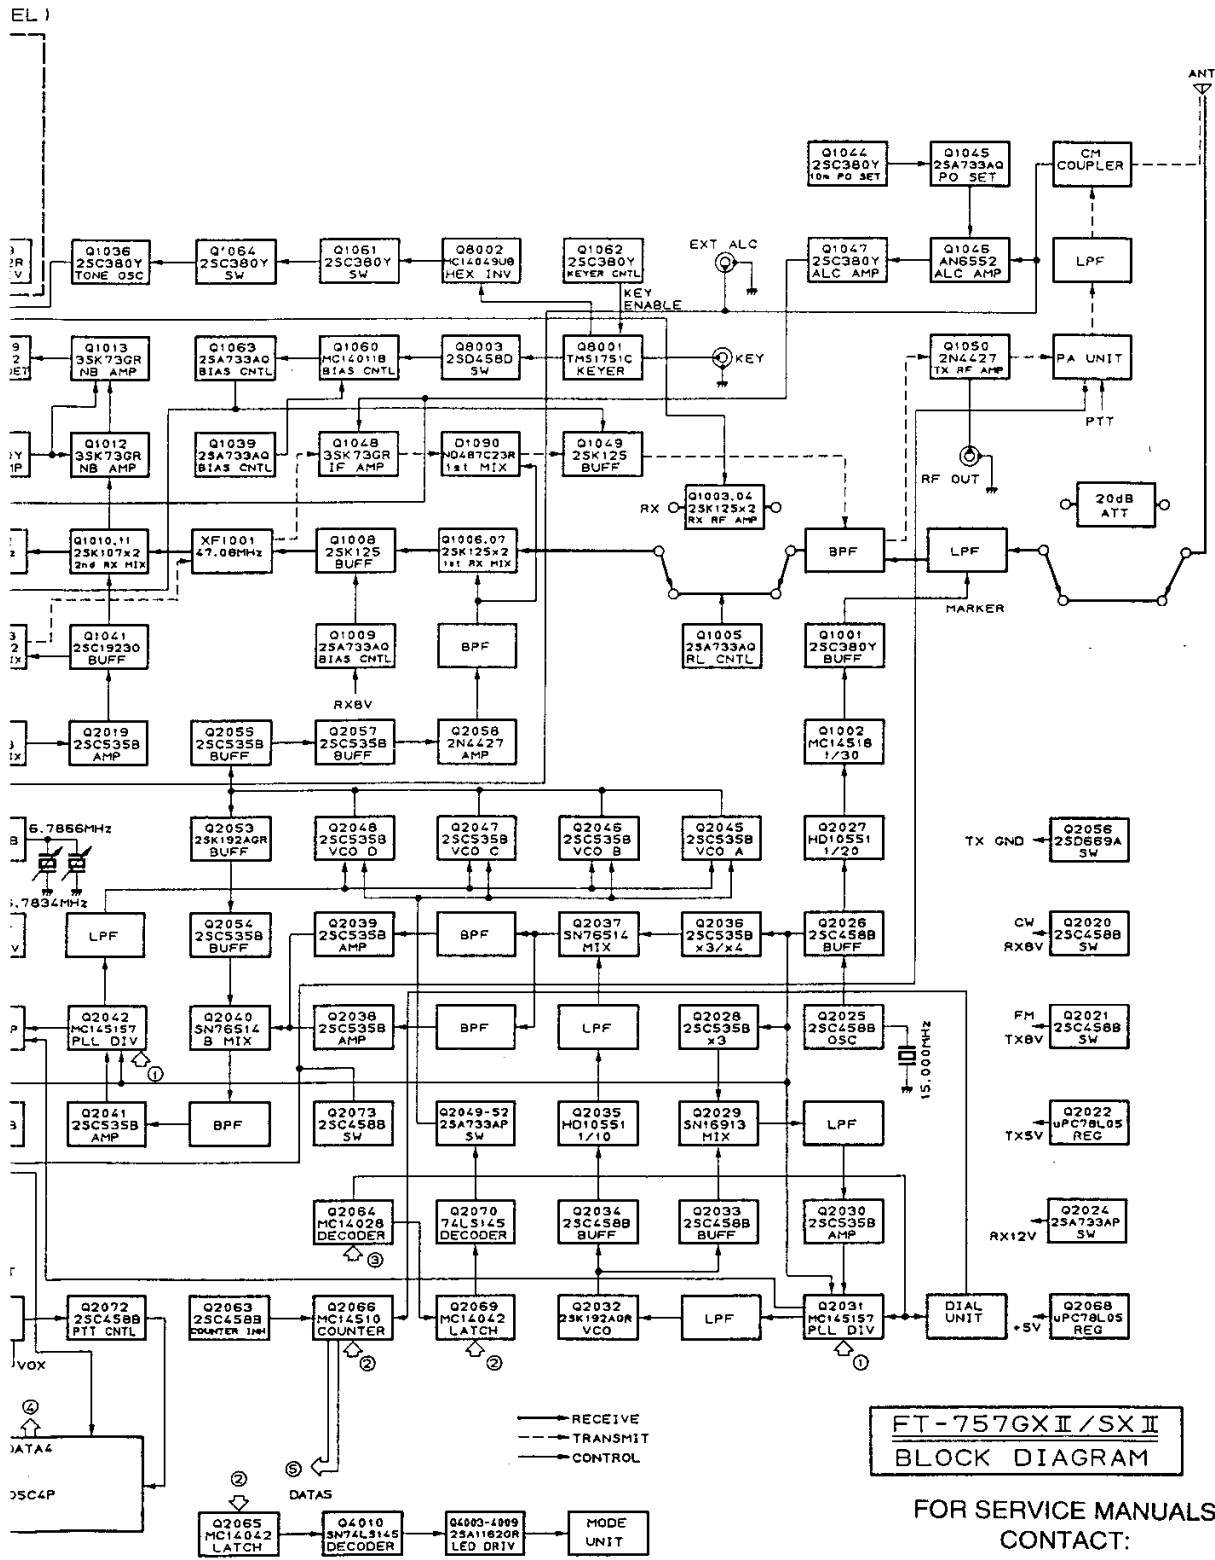 EL)
ANT
Q1044
2SC380Y
10m PO SET
Q1045
2SA733AQ
PO SET
CM
COUPLER
Q1036
2SC380Y
TONE OSC
Q1064
2SC380Y
SW
Q1061
2SC380Y
SW
Q8002
MC14049UB
HEX INV
Q1062
2SC380Y
KEYER CNTL
EXT ALC
Q1047
2SC380Y
ALC AMP
Q1046
AN6552
ALC AMP
LPF
KEY
ENABLE
Q1013
3SK73GR
NB AMP
Q1063
2SA733AQ
BIAS CNTL
Q1060
MC14011B
BIAS CNTL
Q8003
2SD458D
SW
Q8001
TMS1751C
KEYER
KEY
Q1050
2N4427
TX RF AMP
PA UNIT
PTT
Q1012
3SK73GR
NB AMP
Q1039
2SA733AQ
BIAS CNTL
Q1048
3SK73GR
IF AMP
D1090
ND487C23R
1st MIX
Q1049
2SK125
BUFF
RF OUT
RX
Q1003,04
2SK125x2
RX RF AMP
20dB
ATT
Q1010,11
2SK107x2
2nd RX MIX
XF1001
47.06MHz
Q1008
2SK125
BUFF
Q1006,07
2SK125x2
1st RX MIX
BPF
LPF
MARKER
Q1041
2SC1923O
BUFF
Q1009
2SA733AQ
BIAS CNTL
BPF
Q1005
2SA733AQ
RL CNTL
Q1001
2SC380Y
BUFF
RX8V
Q2019
2SC535B
AMP
Q2055
2SC535B
BUFF
Q2057
2SC535B
BUFF
Q2058
2N4427
AMP
Q1002
MC14518
1/30
6.7866MHz
Q2053
2SK192AGR
BUFF
Q2048
2SC535B
VCO D
Q2047
2SC535B
VCO C
Q2046
2SC535B
VCO B
Q2045
2SC535B
VCO A
Q2027
HD10551
1/20
TX GND
Q2056
2SD669A
SW
.7834MHz
LPF
Q2054
2SC535B
BUFF
Q2039
2SC535B
AMP
BPF
Q2037
SN76514
MIX
Q2036
2SC535B
x3/x4
Q2026
2SC458B
BUFF
CW
RX8V
Q2020
2SC458B
SW
Q2042
MC145157
PLL DIV
①
Q2040
SN76514
B MIX
Q2038
2SC535B
AMP
BPF
LPF
Q2028
2SC535B
x3
Q2025
2SC458B
OSC
15.000MHz
FM
TX8V
Q2021
2SC458B
SW
Q2041
2SC535B
AMP
BPF
Q2073
2SC458B
SW
Q2049-52
2SA733AP
SW
Q2035
HD10551
1/10
Q2029
SN16913
MIX
LPF
TX5V
Q2022
uPC78L05
REG
Q2064
MC14028
DECODER
③
Q2070
74LS145
DECODER
Q2034
2SC458B
BUFF
Q2033
2SC458B
BUFF
Q2030
2SC535B
AMP
RX12V
Q2024
2SA733AP
SW
Q2072
2SC458B
PTT CNTL
Q2063
2SC458B
COUNTER INH
Q2066
MC14510
COUNTER
②
Q2069
MC14042
LATCH
②
Q2032
2SK192AGR
VCO
LPF
Q2031
MC145157
PLL DIV
①
DIAL
UNIT
+5V
Q2068
uPC78L05
REG
VOX
④
DATA4
OSC4P
RECEIVE
TRANSMIT
CONTROL
⑤
DATA5
②
Q2065
MC14042
LATCH
Q4010
SN74LS145
DECODER
Q4003-4009
2SA1162GR
LED DRIV
MODE
UNIT
FT-757GXⅡ/SXⅡ
BLOCK DIAGRAM
FOR SERVICE MANUALS
CONTACT: